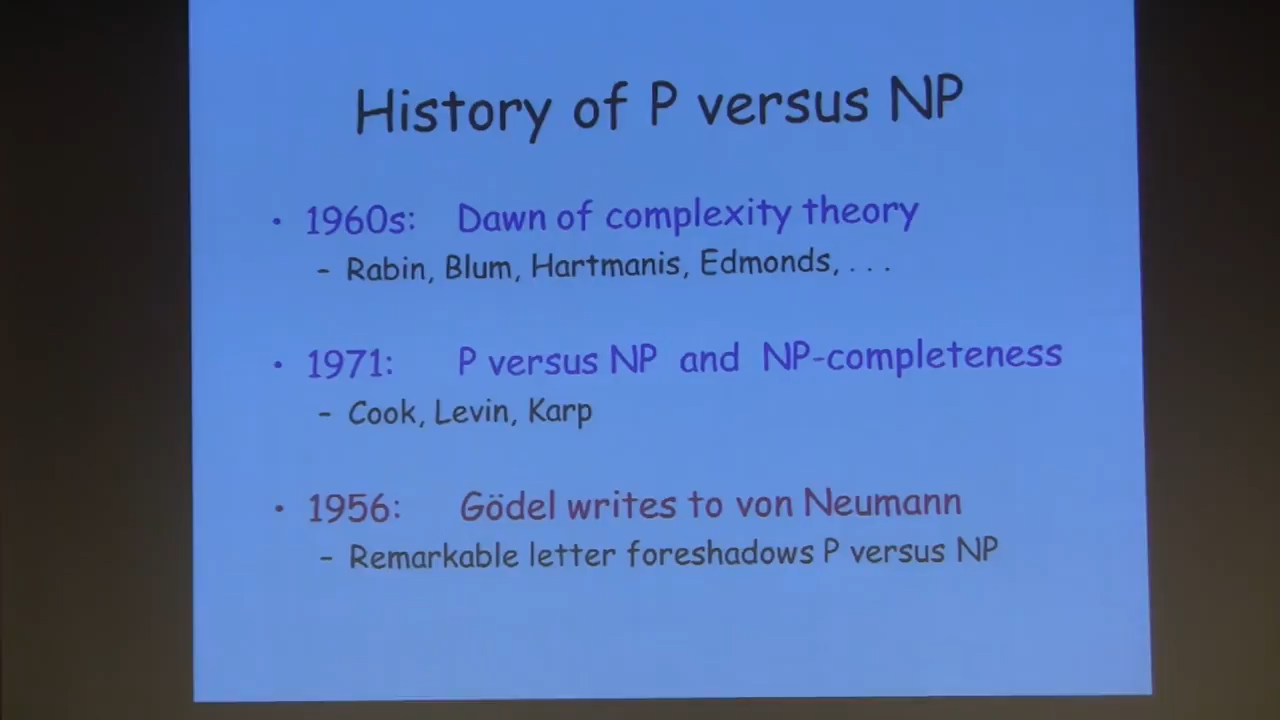 History of P versus NP
• 1960s: Dawn of complexity theory
– Rabin, Blum, Hartmanis, Edmonds, . . .
• 1971: P versus NP and NP-completeness
– Cook, Levin, Karp
• 1956: Gödel writes to von Neumann
– Remarkable letter foreshadows P versus NP